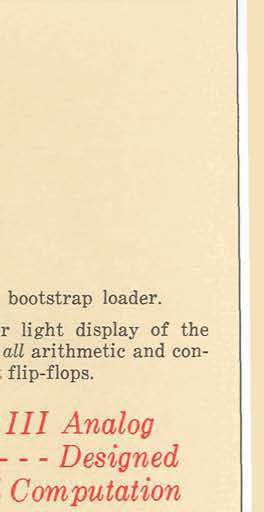 bootstrap loader.
r light display of the
all arithmetic and con-
flip-flops.
III Analog
- - - Designed
Computation